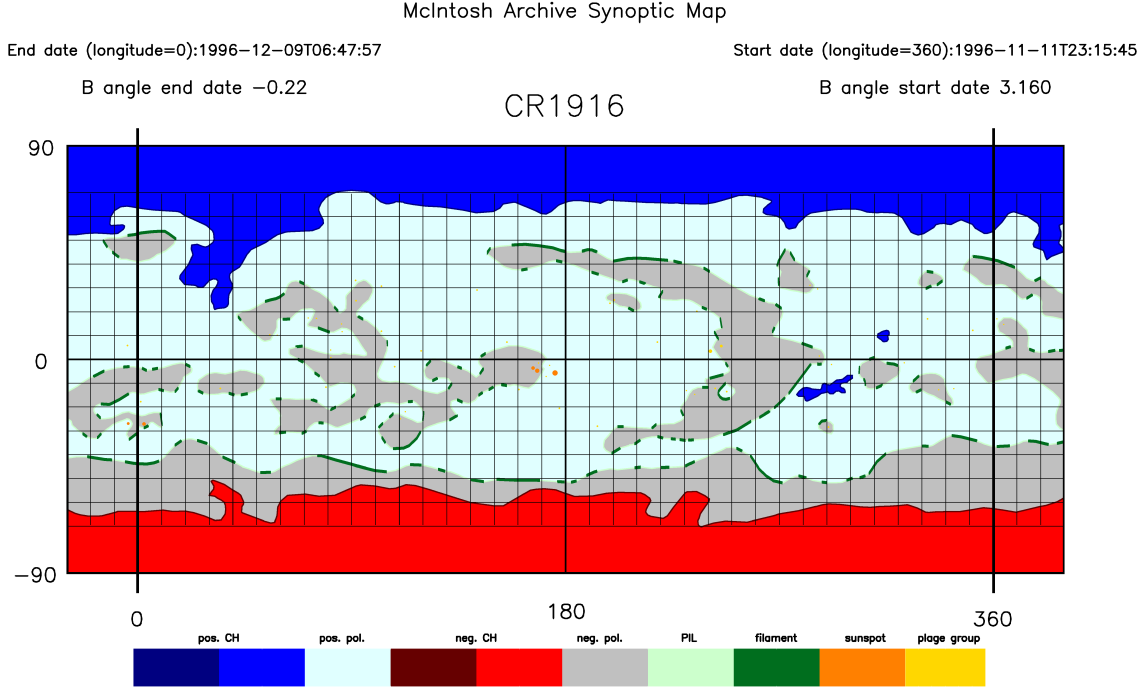 McIntosh Archive Synoptic Map
End date (longitude=0):1996-12-09T06:47:57 Start date (longitude=360):1996-11-11T23:15:45
B angle end date -0.22 B angle start date 3.160
CR1916
90
0
-90
0 180 360
pos. CH pos. pol. neg. CH neg. pol. PIL filament sunspot plage group